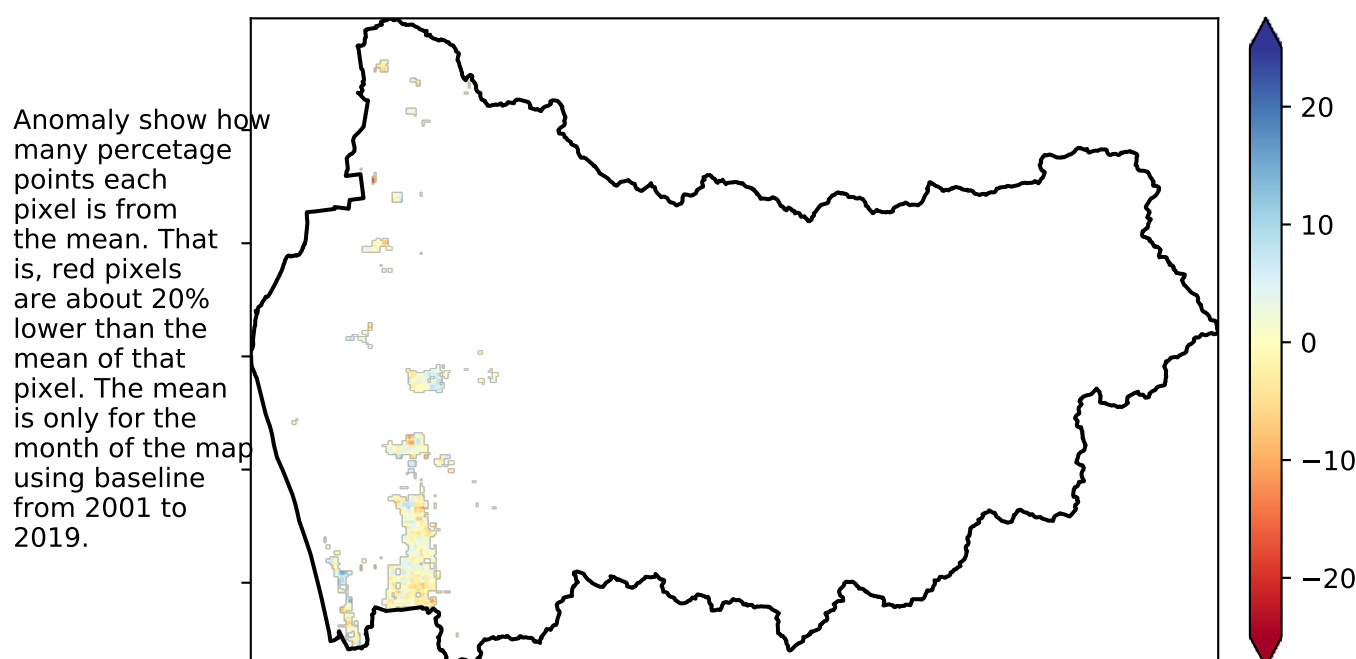 Anomaly show how
many percetage
points each
pixel is from
the mean. That
is, red pixels
are about 20%
lower than the
mean of that
pixel. The mean
is only for the
month of the map
using baseline
from 2001 to
2019.
20
10
0
−10
−20